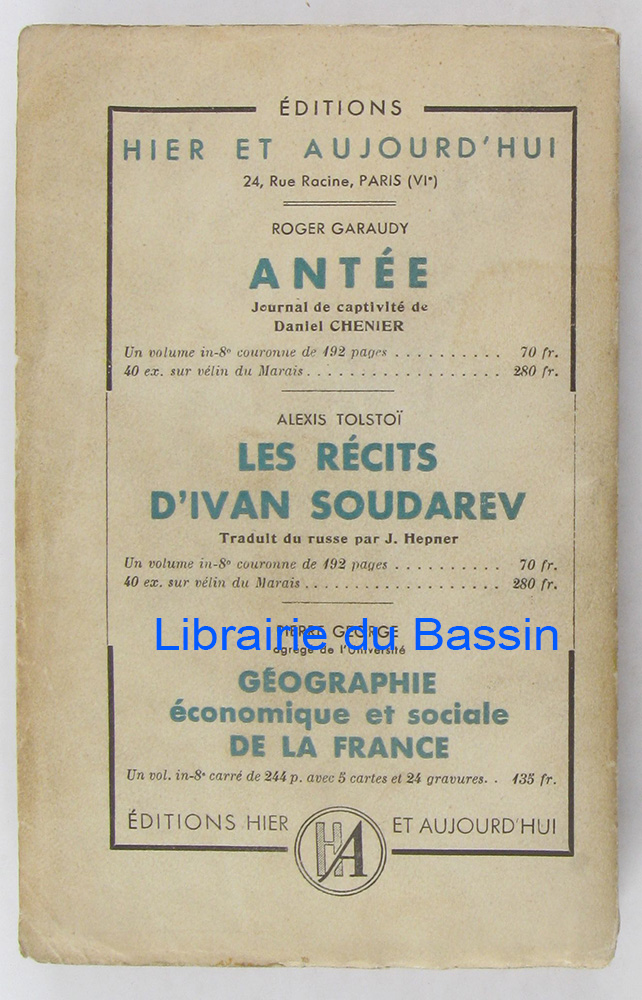 ÉDITIONS
HIER ET AUJOURD'HUI
24, Rue Racine, PARIS (VIᵉ)
ROGER GARAUDY
ANTÉE
Journal de captivité de
Daniel CHENIER
Un volume in-8º couronne de 192 pages . . . . . . . . . . 70 fr.
40 ex. sur vélin du Marais . . . . . . . . . . . . . . . . . . . 280 fr.
ALEXIS TOLSTOÏ
LES RÉCITS
D'IVAN SOUDAREV
Traduit du russe par J. Hepner
Un volume in-8º couronne de 192 pages . . . . . . . . . . 70 fr.
40 ex. sur vélin du Marais . . . . . . . . . . . . . . . . . . . 280 fr.
PIERRE GEORGE
Librairie du Bassin
agrégé de l'Université
GÉOGRAPHIE
économique et sociale
DE LA FRANCE
Un vol. in-8º carré de 244 p. avec 5 cartes et 24 gravures. . 135 fr.
ÉDITIONS HIER HA ET AUJOURD'HUI